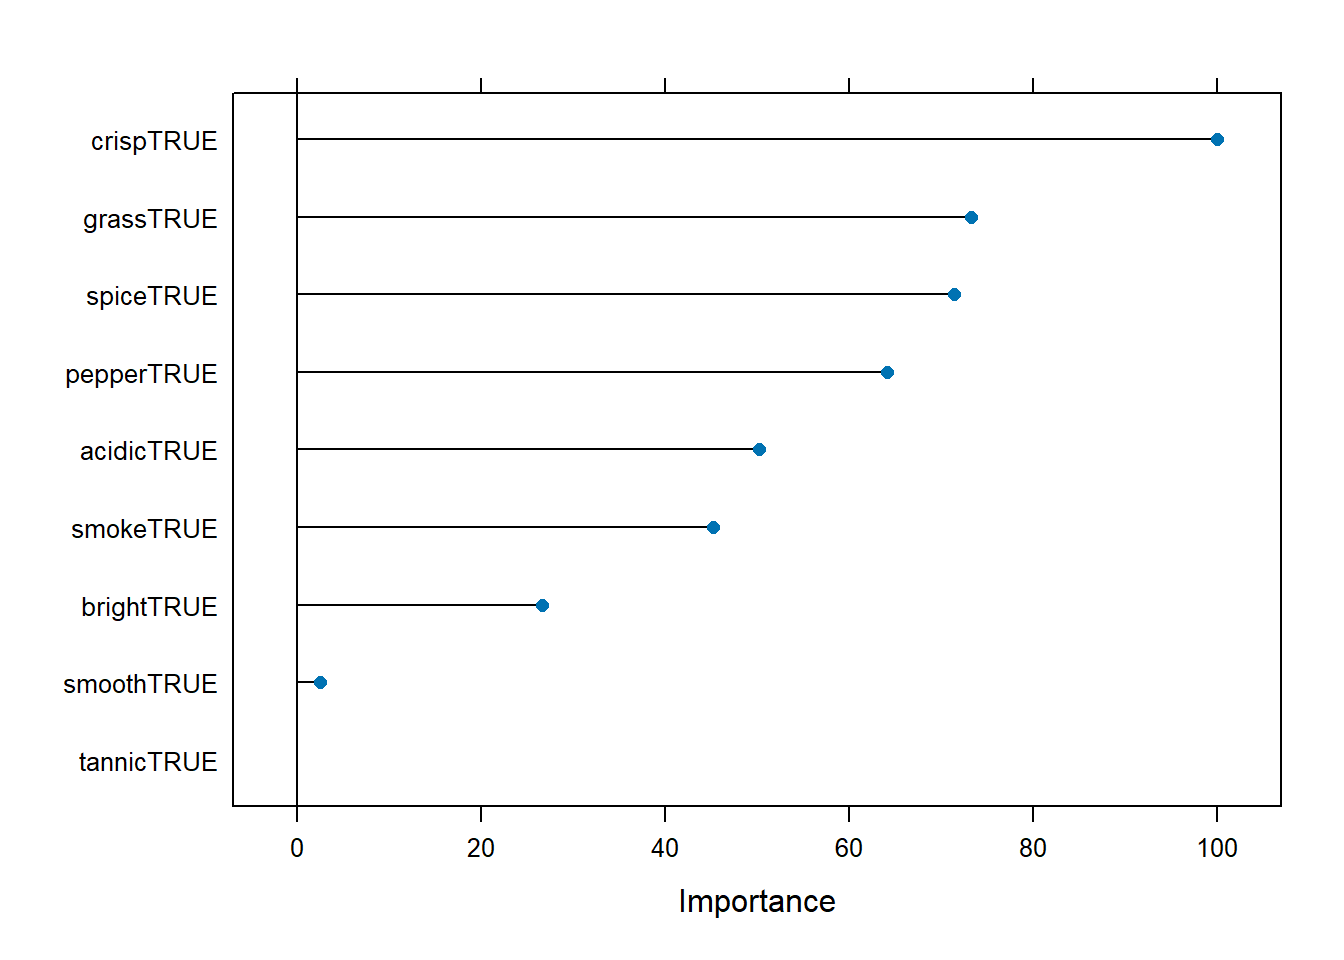 crispTRUE
grassTRUE
spiceTRUE
pepperTRUE
acidicTRUE
smokeTRUE
brightTRUE
smoothTRUE
tannicTRUE
0 20 40 60 80 100
Importance